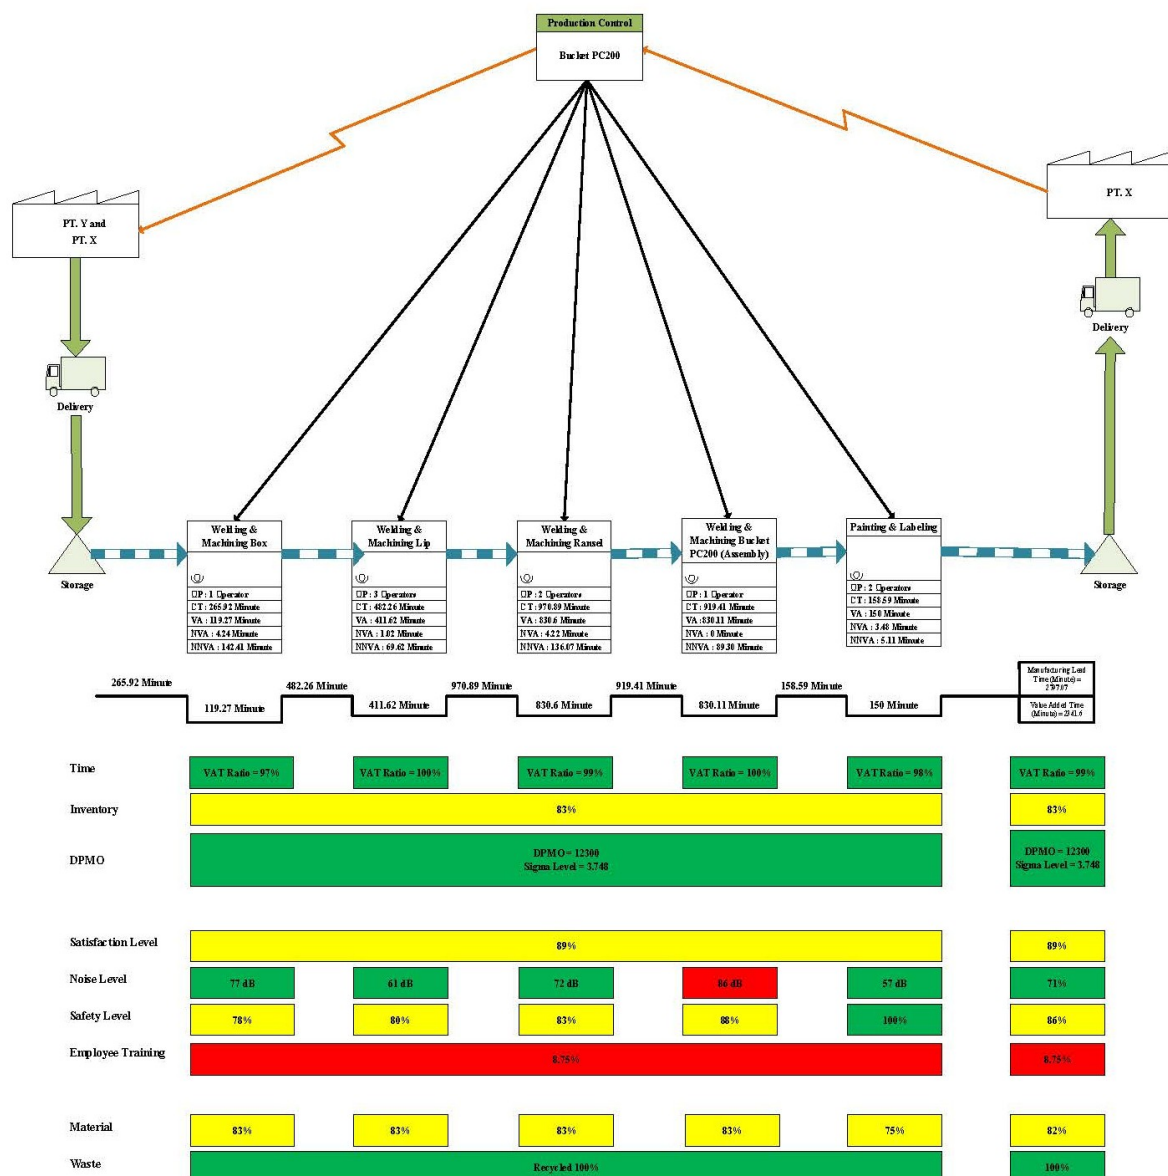 Production Control
Bucket PC200
PT. Y and
PT. X
PT. X
Delivery
Delivery
Storage
Storage
Welding &
Machining Box
OP : 1 Operators
CT : 265.92 Minute
VA : 119.27 Minute
NVA : 4.24 Minute
NNVA : 142.41 Minute
Welding &
Machining Lip
OP : 3 Operators
CT : 482.26 Minute
VA : 411.62 Minute
NVA : 1.02 Minute
NNVA : 69.62 Minute
Welding &
Machining Ransel
OP : 2 Operators
CT : 970.89 Minute
VA : 830.6 Minute
NVA : 4.22 Minute
NNVA : 136.07 Minute
Welding &
Machining Bucket
PC200 (Assembly)
OP : 1 Operator
CT : 919.41 Minute
VA : 830.11 Minute
NVA : 0 Minute
NNVA : 89.30 Minute
Painting & Labeling
OP : 2 Operators
CT : 158.59 Minute
VA : 150 Minute
NVA : 3.48 Minute
NNVA : 5.11 Minute
265.92 Minute
119.27 Minute
482.26 Minute
411.62 Minute
970.89 Minute
830.6 Minute
919.41 Minute
830.11 Minute
158.59 Minute
150 Minute
Manufacturing Lead
Time (Minute) =
2797.07
Value Added Time
(Minute) = 2341.6
Time
VAT Ratio = 97%
VAT Ratio = 100%
VAT Ratio = 99%
VAT Ratio = 100%
VAT Ratio = 98%
VAT Ratio = 99%
Inventory
83%
83%
DPMO
DPMO = 12300
Sigma Level = 3.748
DPMO = 12300
Sigma Level = 3.748
Satisfaction Level
89%
89%
Noise Level
77 dB
61 dB
72 dB
86 dB
57 dB
71%
Safety Level
78%
80%
83%
88%
100%
86%
Employee Training
8.75%
8.75%
Material
83%
83%
83%
83%
75%
82%
Waste
Recycled 100%
100%